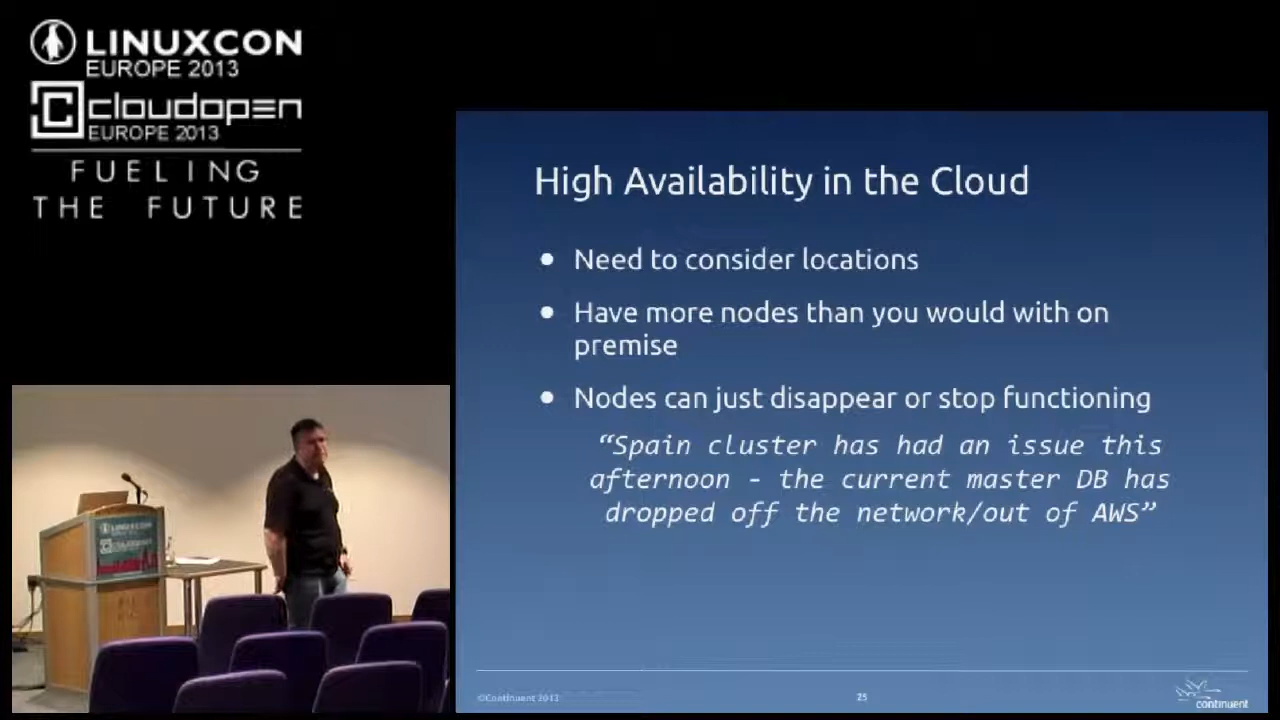 LINUXCON
EUROPE 2013
cloudopen
EUROPE 2013
FUELING
THE FUTURE
High Availability in the Cloud
• Need to consider locations
• Have more nodes than you would with on
premise
• Nodes can just disappear or stop functioning
“Spain cluster has had an issue this
afternoon - the current master DB has
dropped off the network/out of AWS”
©Continuent 2013
25
continuent
LINUXCON